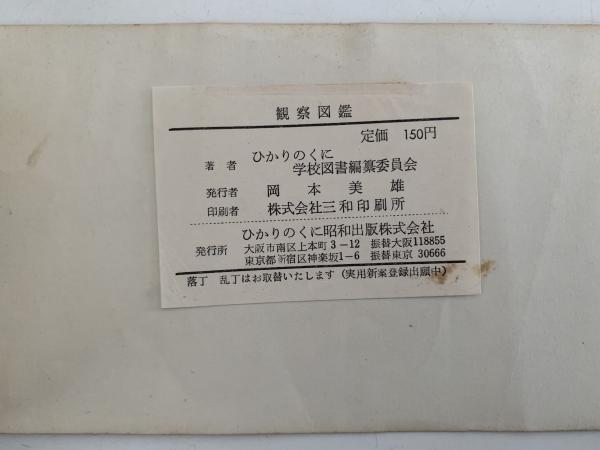 観察図鑑
定価 150円
著者 ひかりのくに
学校図書編纂委員会
発行者 岡本美雄
印刷者 株式会社三和印刷所
ひかりのくに昭和出版株式会社
発行所 大阪市南区上本町3-12 振替大阪118855
東京都新宿区神楽坂1-6 振替東京 30666
落丁 乱丁はお取替いたします(実用新案登録出願中)